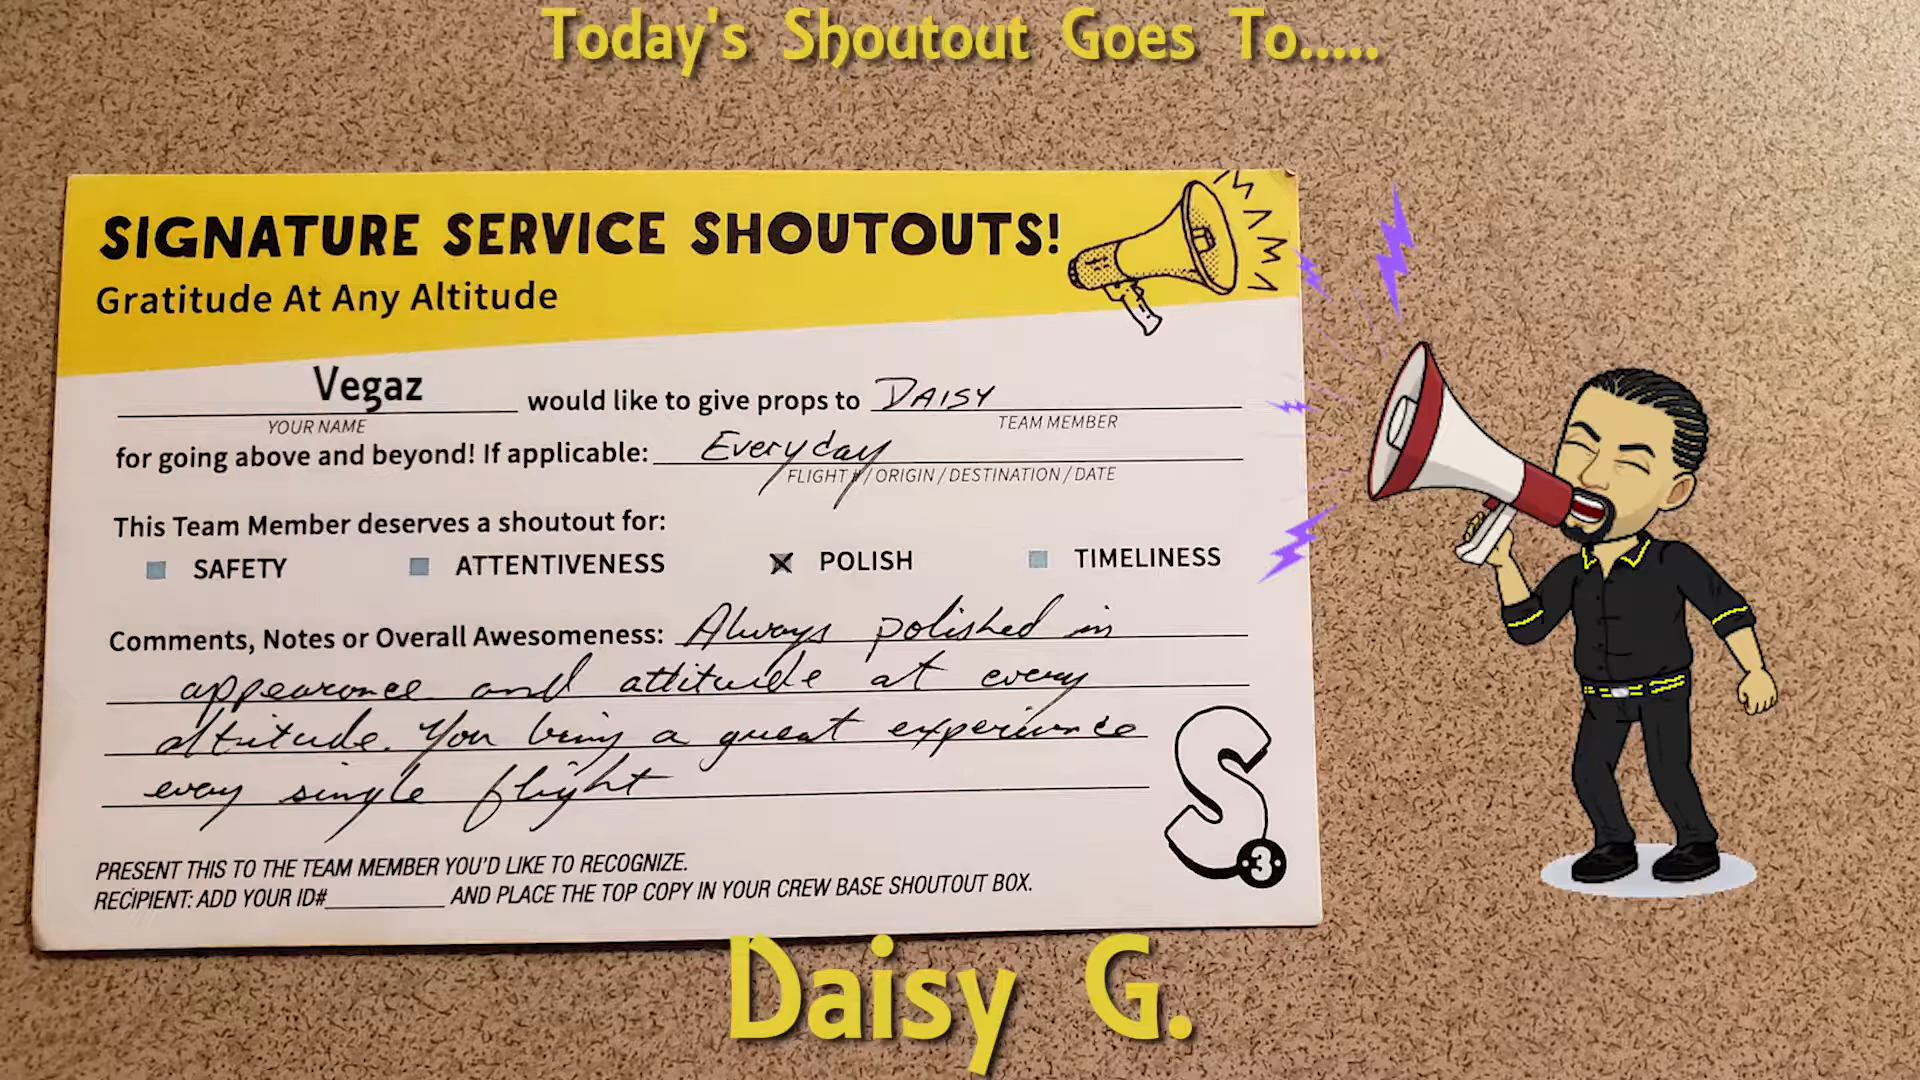 Today's Shoutout Goes To.....
SIGNATURE SERVICE SHOUTOUTS!
Gratitude At Any Altitude
Vegaz would like to give props to DAISY
YOUR NAME TEAM MEMBER
for going above and beyond! If applicable: Everyday
FLIGHT # / ORIGIN / DESTINATION / DATE
This Team Member deserves a shoutout for:
SAFETY ATTENTIVENESS POLISH TIMELINESS
Comments, Notes or Overall Awesomeness: Always polished in
appearance and attitude at every
altitude. You bring a great experience
every single flight
S
3
PRESENT THIS TO THE TEAM MEMBER YOU'D LIKE TO RECOGNIZE.
RECIPIENT: ADD YOUR ID#__________ AND PLACE THE TOP COPY IN YOUR CREW BASE SHOUTOUT BOX.
Daisy G.